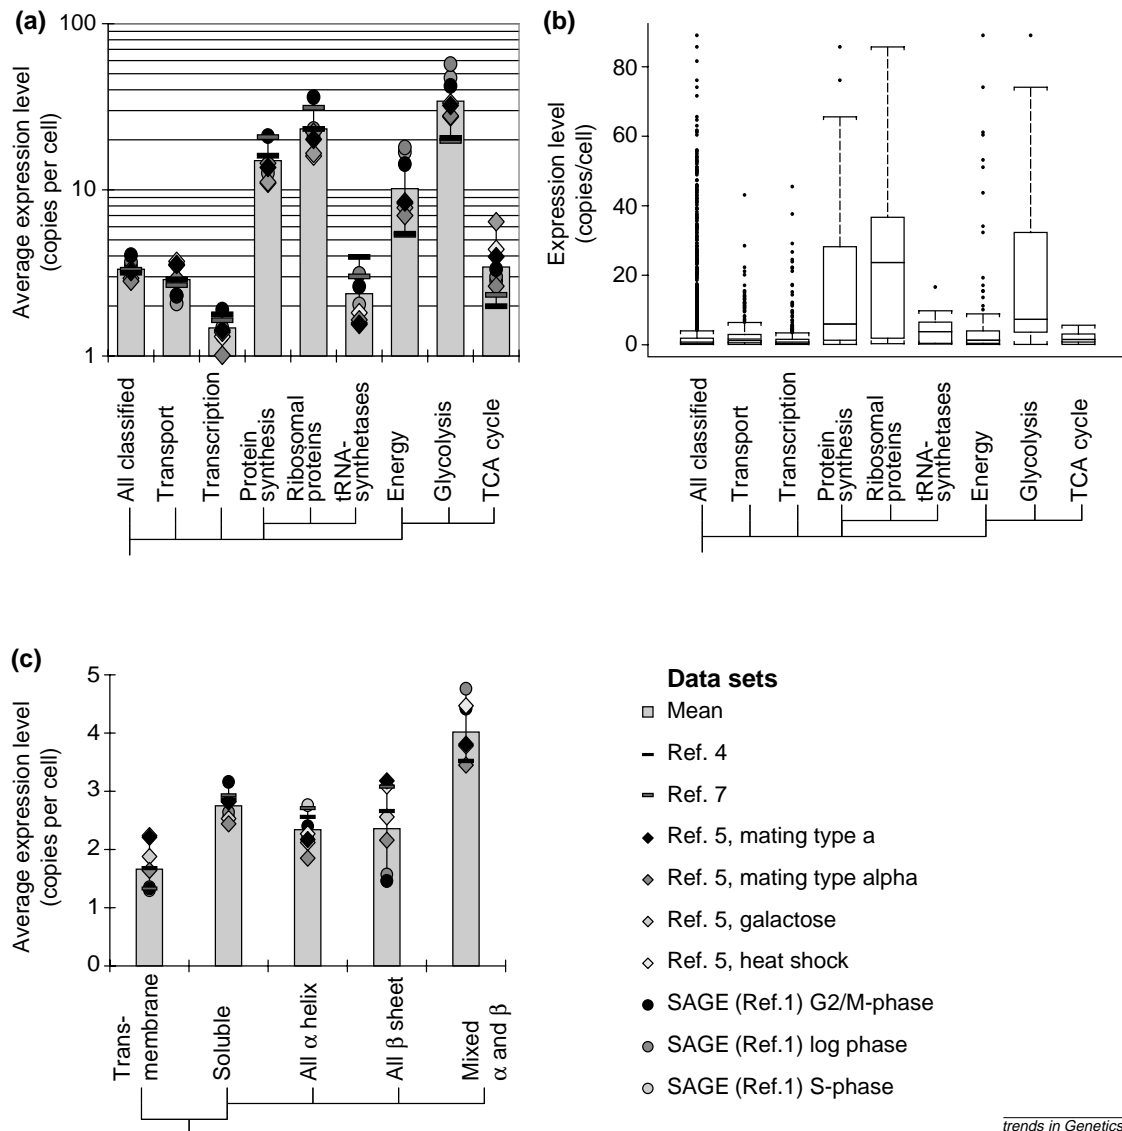 (a)
100
10
1
Average expression level
(copies per cell)
All classified
Transport
Transcription
Protein
synthesis
Ribosomal
proteins
tRNA-
synthetases
Energy
Glycolysis
TCA cycle
(b)
80
60
40
20
0
Expression level
(copies/cell)
All classified
Transport
Transcription
Protein
synthesis
Ribosomal
proteins
tRNA-
synthetases
Energy
Glycolysis
TCA cycle
(c)
5
4
3
2
1
0
Average expression level
(copies per cell)
Trans-
membrane
Soluble
All α helix
All β sheet
Mixed
α and β
Data sets
Mean
Ref. 4
Ref. 7
Ref. 5, mating type a
Ref. 5, mating type alpha
Ref. 5, galactose
Ref. 5, heat shock
SAGE (Ref.1) G2/M-phase
SAGE (Ref.1) log phase
SAGE (Ref.1) S-phase
trends in Genetics